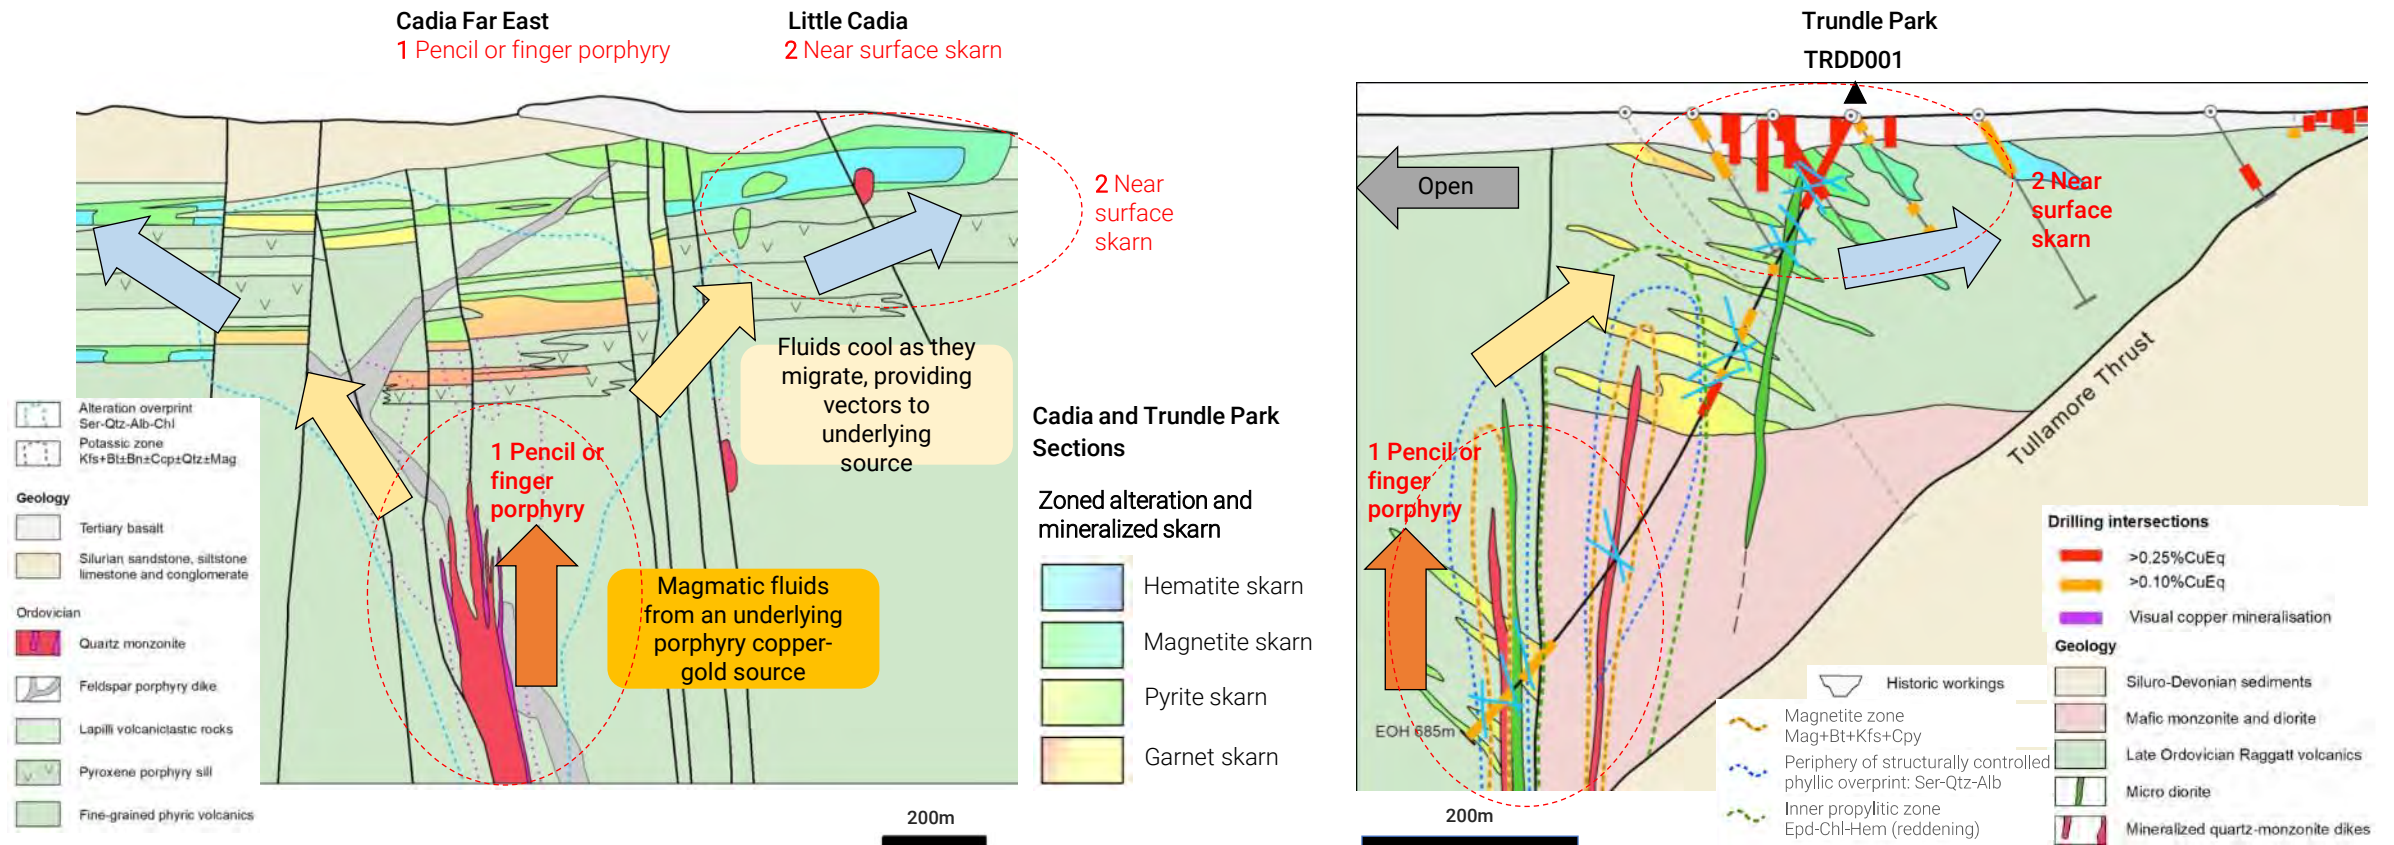 Cadia Far East
1 Pencil or finger porphyry
Little Cadia
2 Near surface skarn
Trundle Park
TRDD001
2 Near
surface
skarn
Fluids cool as they
migrate, providing
vectors to
underlying
source
1 Pencil or
finger
porphyry
Magmatic fluids
from an underlying
porphyry copper-
gold source
Alteration overprint
Ser-Qtz-Alb-Chl
Potassic zone
Kfs+Bt±Bn±Ccp±Qtz±Mag
Geology
Tertiary basalt
Silurian sandstone, siltstone
limestone and conglomerate
Ordovician
Quartz monzonite
Feldspar porphyry dike
Lapilli volcaniclastic rocks
Pyroxene porphyry sill
Fine-grained phyric volcanics
200m
Cadia and Trundle Park
Sections
Zoned alteration and
mineralized skarn
Hematite skarn
Magnetite skarn
Pyrite skarn
Garnet skarn
Open
2 Near
surface
skarn
Tullamore Thrust
1 Pencil or
finger
porphyry
EOH 685m
200m
Historic workings
Magnetite zone
Mag+Bt+Kfs+Cpy
Periphery of structurally controlled
phyllic overprint: Ser-Qtz-Alb
Inner propylitic zone
Epd-Chl-Hem (reddening)
Drilling intersections
>0.25%CuEq
>0.10%CuEq
Visual copper mineralisation
Geology
Siluro-Devonian sediments
Mafic monzonite and diorite
Late Ordovician Raggatt volcanics
Micro diorite
Mineralized quartz-monzonite dikes